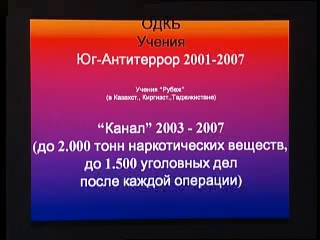 ОДКБ
Учения
Юг-Антитеррор 2001-2007
Учения "Рубеж"
(в Казахст., Киргизст.,Таджикистане)
“Канал” 2003 - 2007
(до 2.000 тонн наркотических веществ,
до 1.500 уголовных дел
после каждой операции)